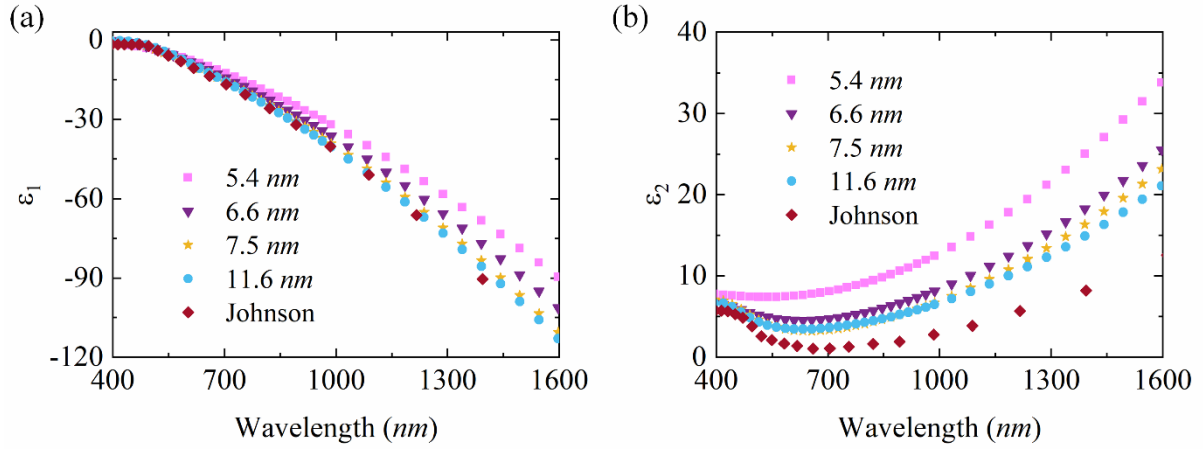 (a)
0
-30
-60
-90
-120
ε1
5.4 nm
6.6 nm
7.5 nm
11.6 nm
Johnson
400 700 1000 1300 1600
Wavelength (nm)
(b)
40
30
20
10
0
ε2
5.4 nm
6.6 nm
7.5 nm
11.6 nm
Johnson
400 700 1000 1300 1600
Wavelength (nm)